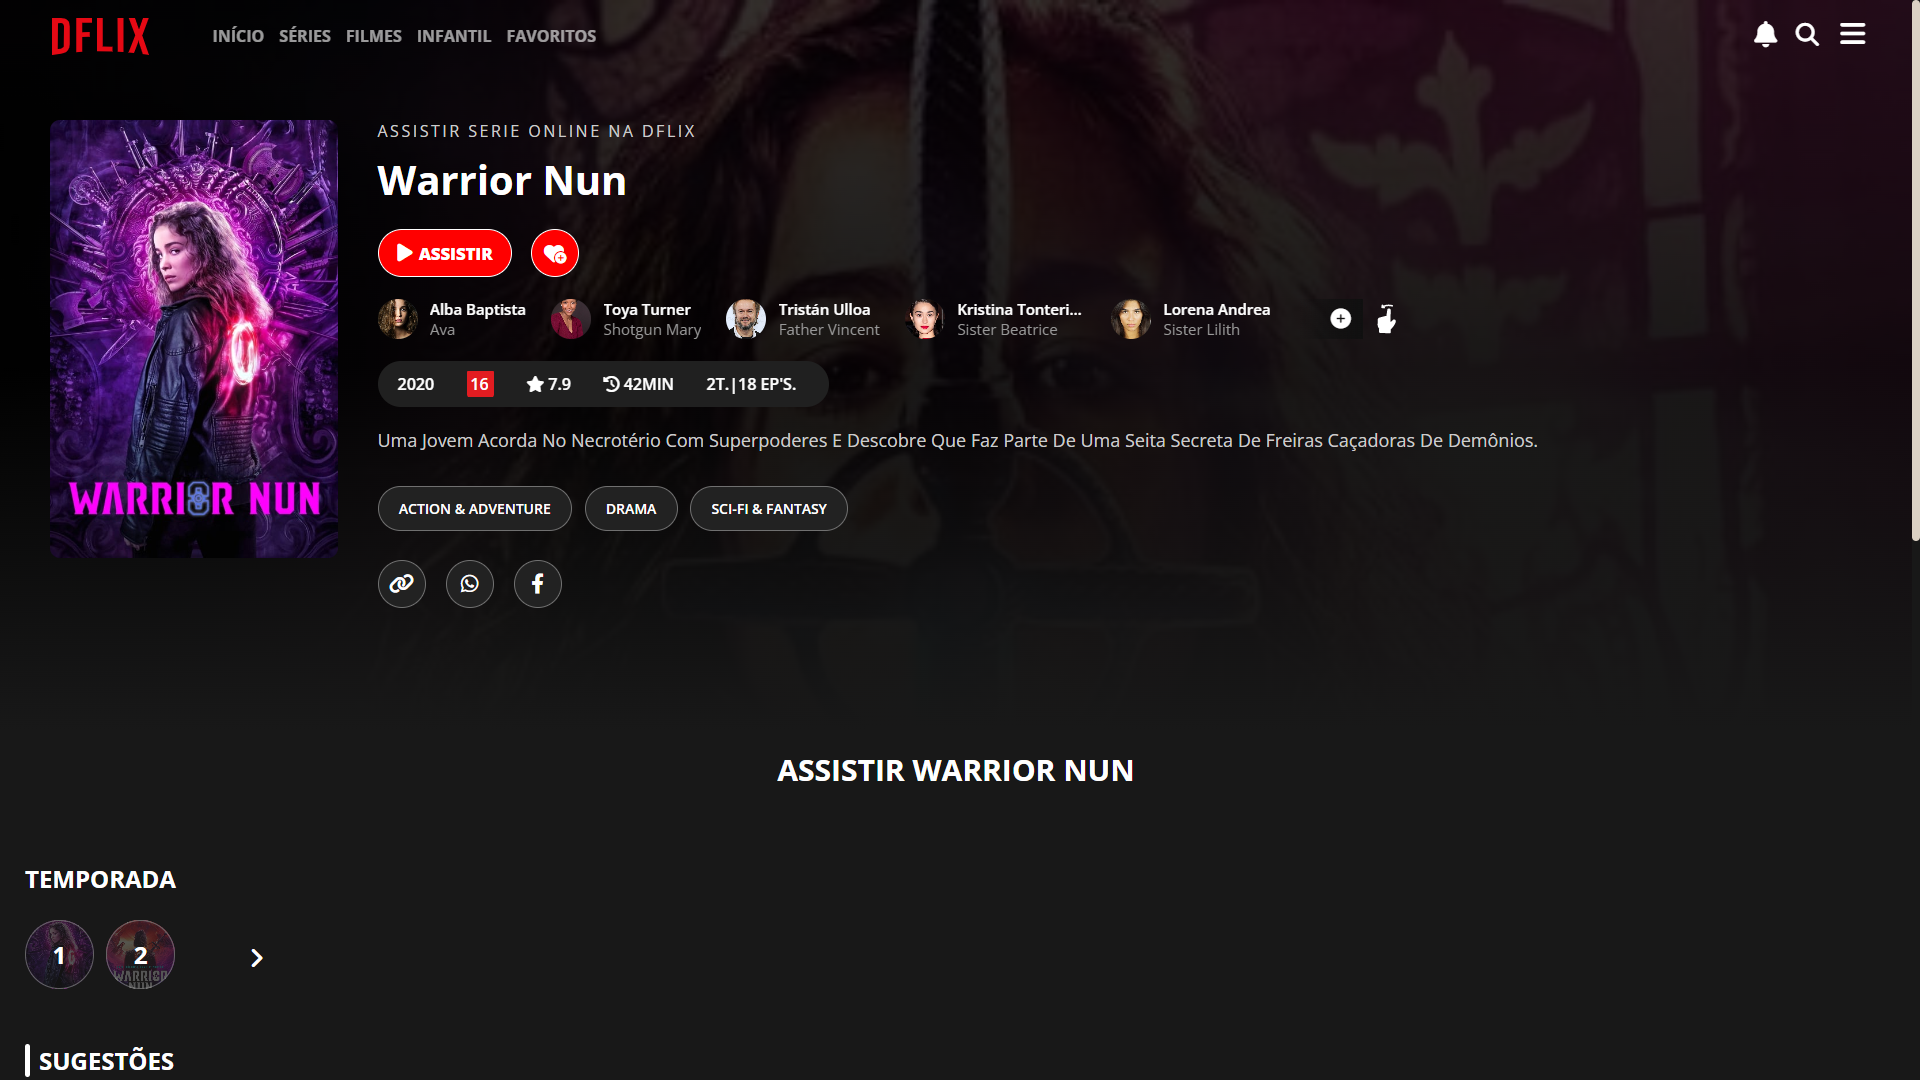 DFLIX
INÍCIO SÉRIES FILMES INFANTIL FAVORITOS
ASSISTIR SERIE ONLINE NA DFLIX
Warrior Nun
ASSISTIR
Alba Baptista
Ava
Toya Turner
Shotgun Mary
Tristán Ulloa
Father Vincent
Kristina Tonteri...
Sister Beatrice
Lorena Andrea
Sister Lilith
2020 16 7.9 42MIN 2T.|18 EP'S.
Uma Jovem Acorda No Necrotério Com Superpoderes E Descobre Que Faz Parte De Uma Seita Secreta De Freiras Caçadoras De Demônios.
WARRIOR NUN
ACTION & ADVENTURE DRAMA SCI-FI & FANTASY
ASSISTIR WARRIOR NUN
TEMPORADA
1 2
WARRIOR
NUN
SUGESTÕES